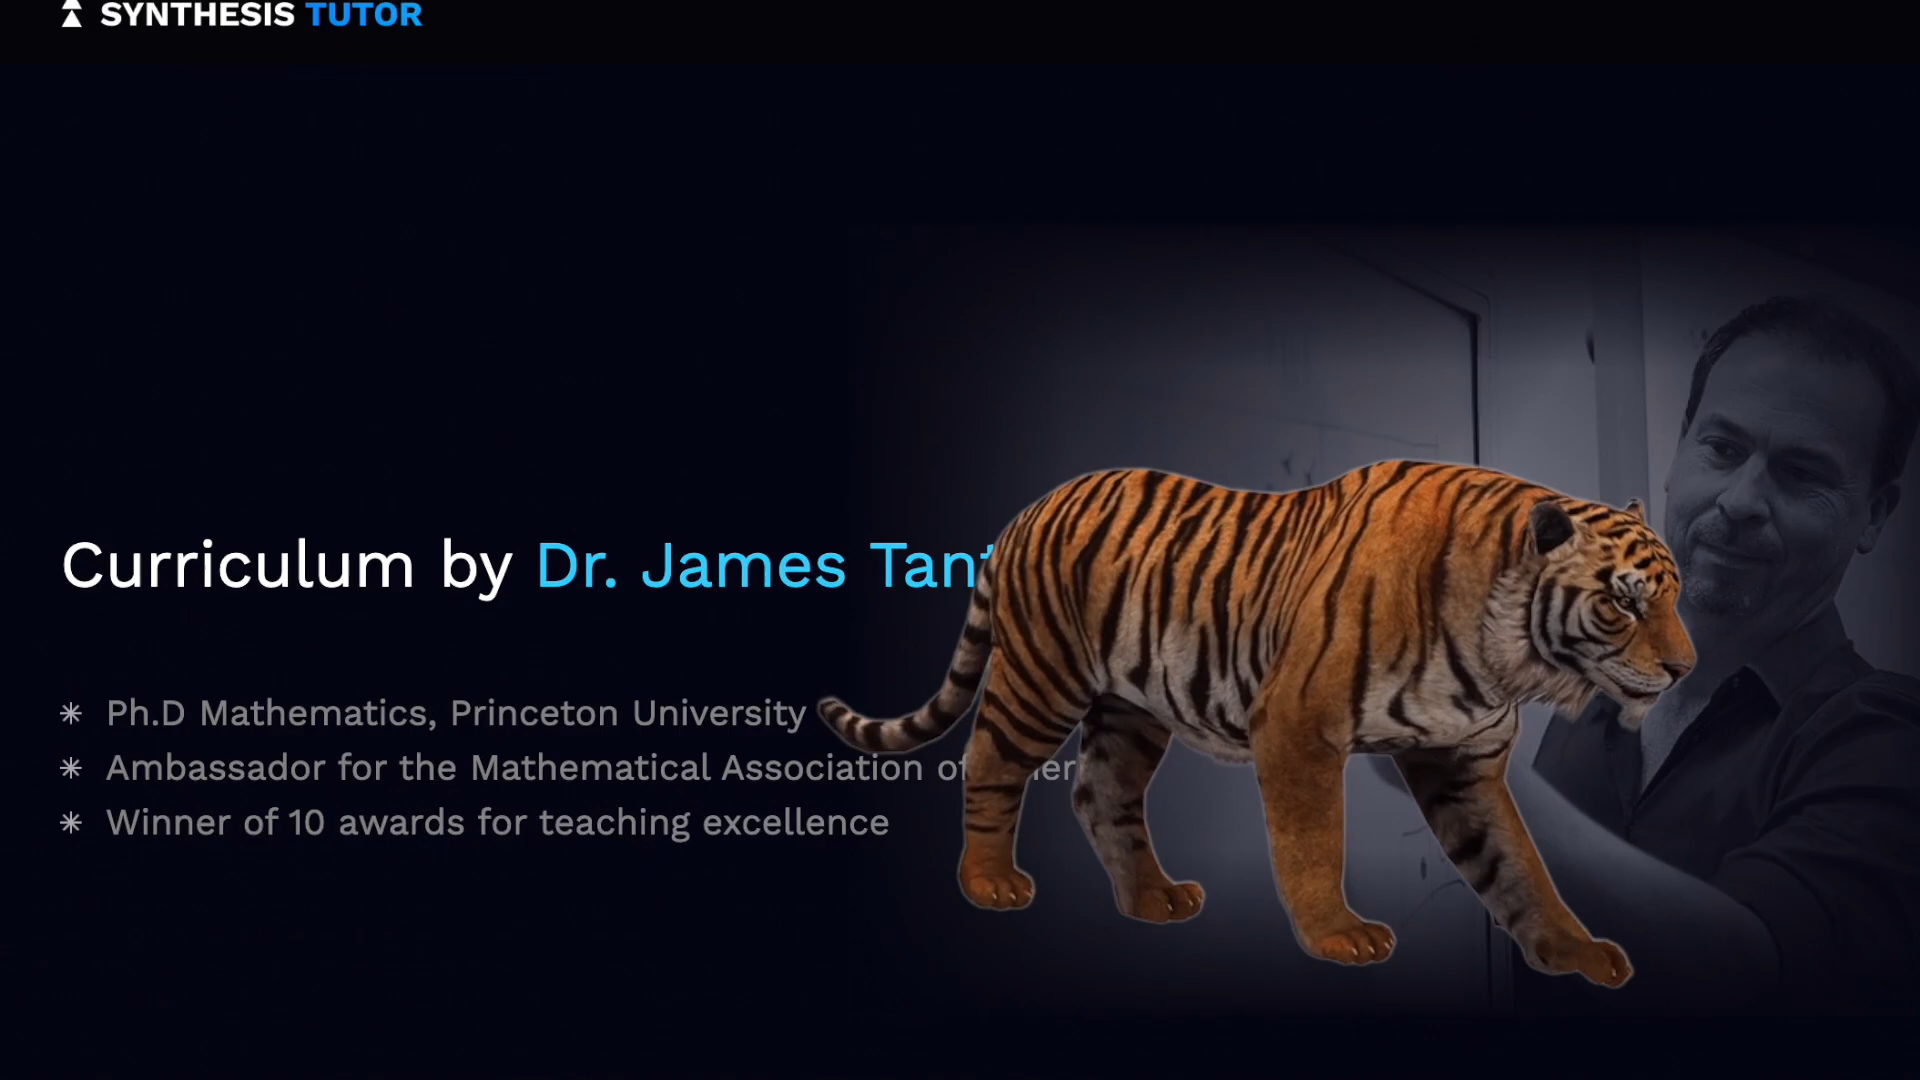 SYNTHESIS TUTOR
Curriculum by Dr. James
Ph.D Mathematics, Princeton University
Ambassador for the Mathematical Association of
Winner of 10 awards for teaching excellence